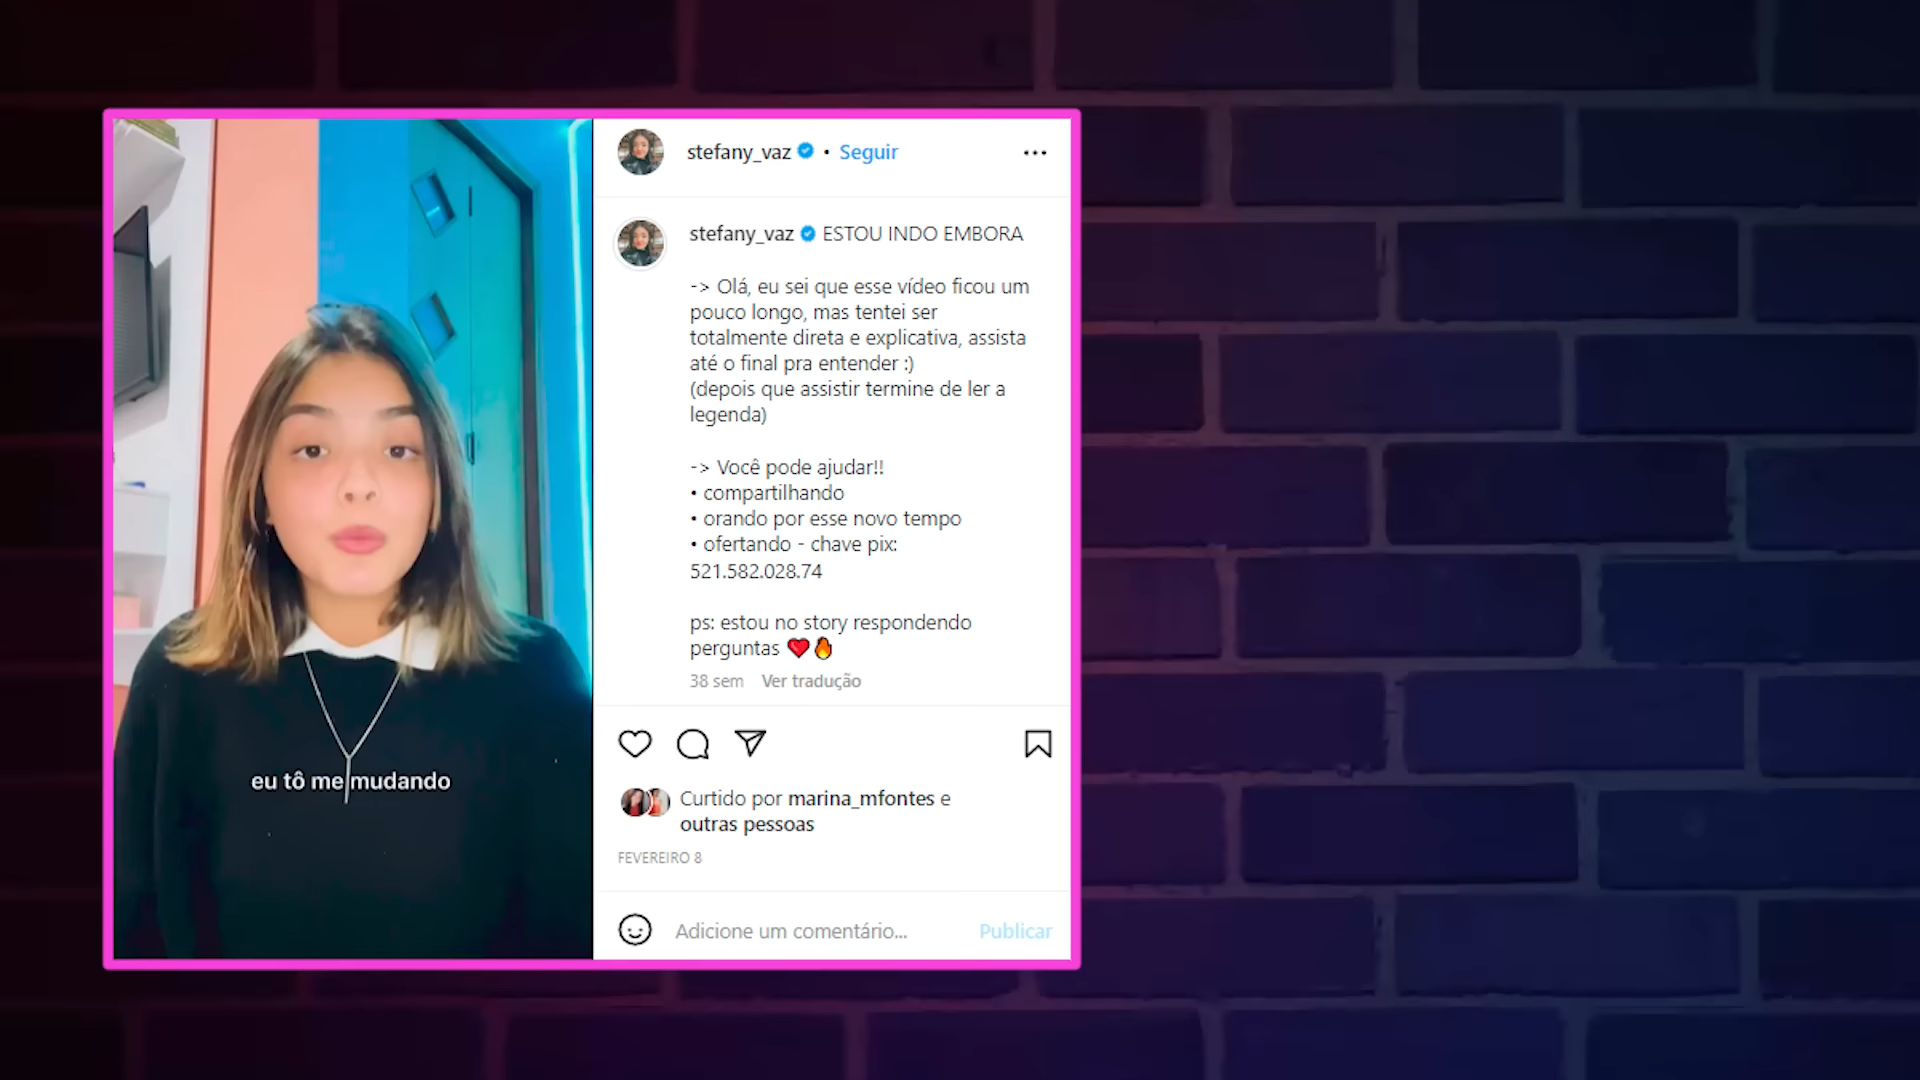 stefany_vaz • Seguir
stefany_vaz ESTOU INDO EMBORA
-> Olá, eu sei que esse vídeo ficou um
pouco longo, mas tentei ser
totalmente direta e explicativa, assista
até o final pra entender :)
(depois que assistir termine de ler a
legenda)
-> Você pode ajudar!!
• compartilhando
• orando por esse novo tempo
• ofertando - chave pix:
521.582.028.74
ps: estou no story respondendo
perguntas ❤️🔥
38 sem Ver tradução
Curtido por marina_mfontes e
outras pessoas
FEVEREIRO 8
Adicione um comentário... Publicar
eu tô me mudando